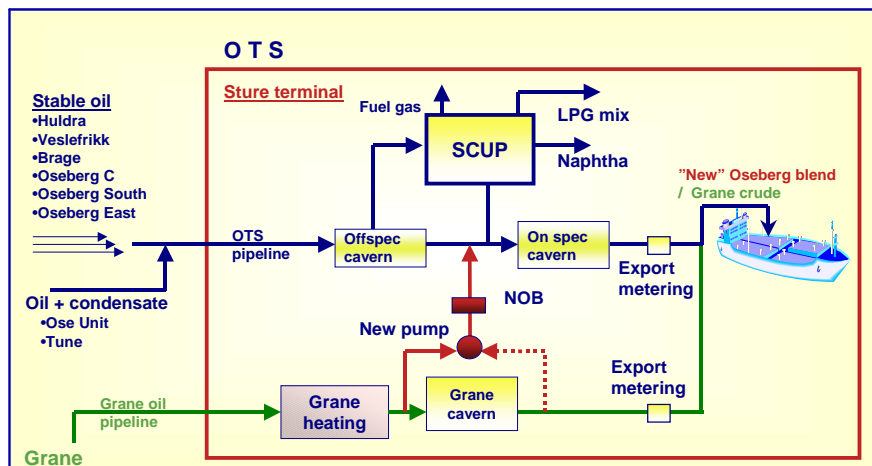 O T S
Sture terminal
Stable oil
•Huldra
•Veslefrikk
•Brage
•Oseberg C
•Oseberg South
•Oseberg East
Fuel gas
LPG mix
SCUP
Naphtha
"New" Oseberg blend
/ Grane crude
OTS
pipeline
Offspec
cavern
On spec
cavern
Export
metering
Oil + condensate
•Ose Unit
•Tune
NOB
New pump
Export
metering
Grane oil
pipeline
Grane
heating
Grane
cavern
Grane